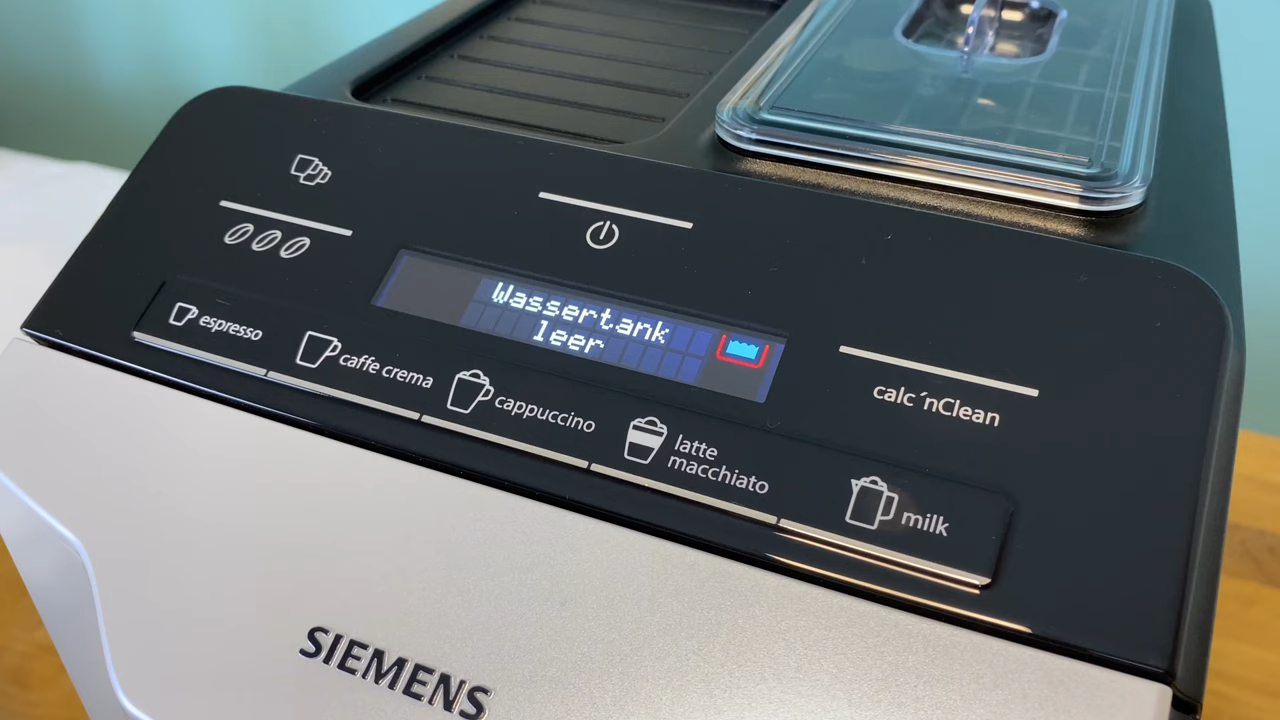 Wassertank
leer
espresso
caffe crema
cappuccino
latte
macchiato
milk
calc´nClean
SIEMENS